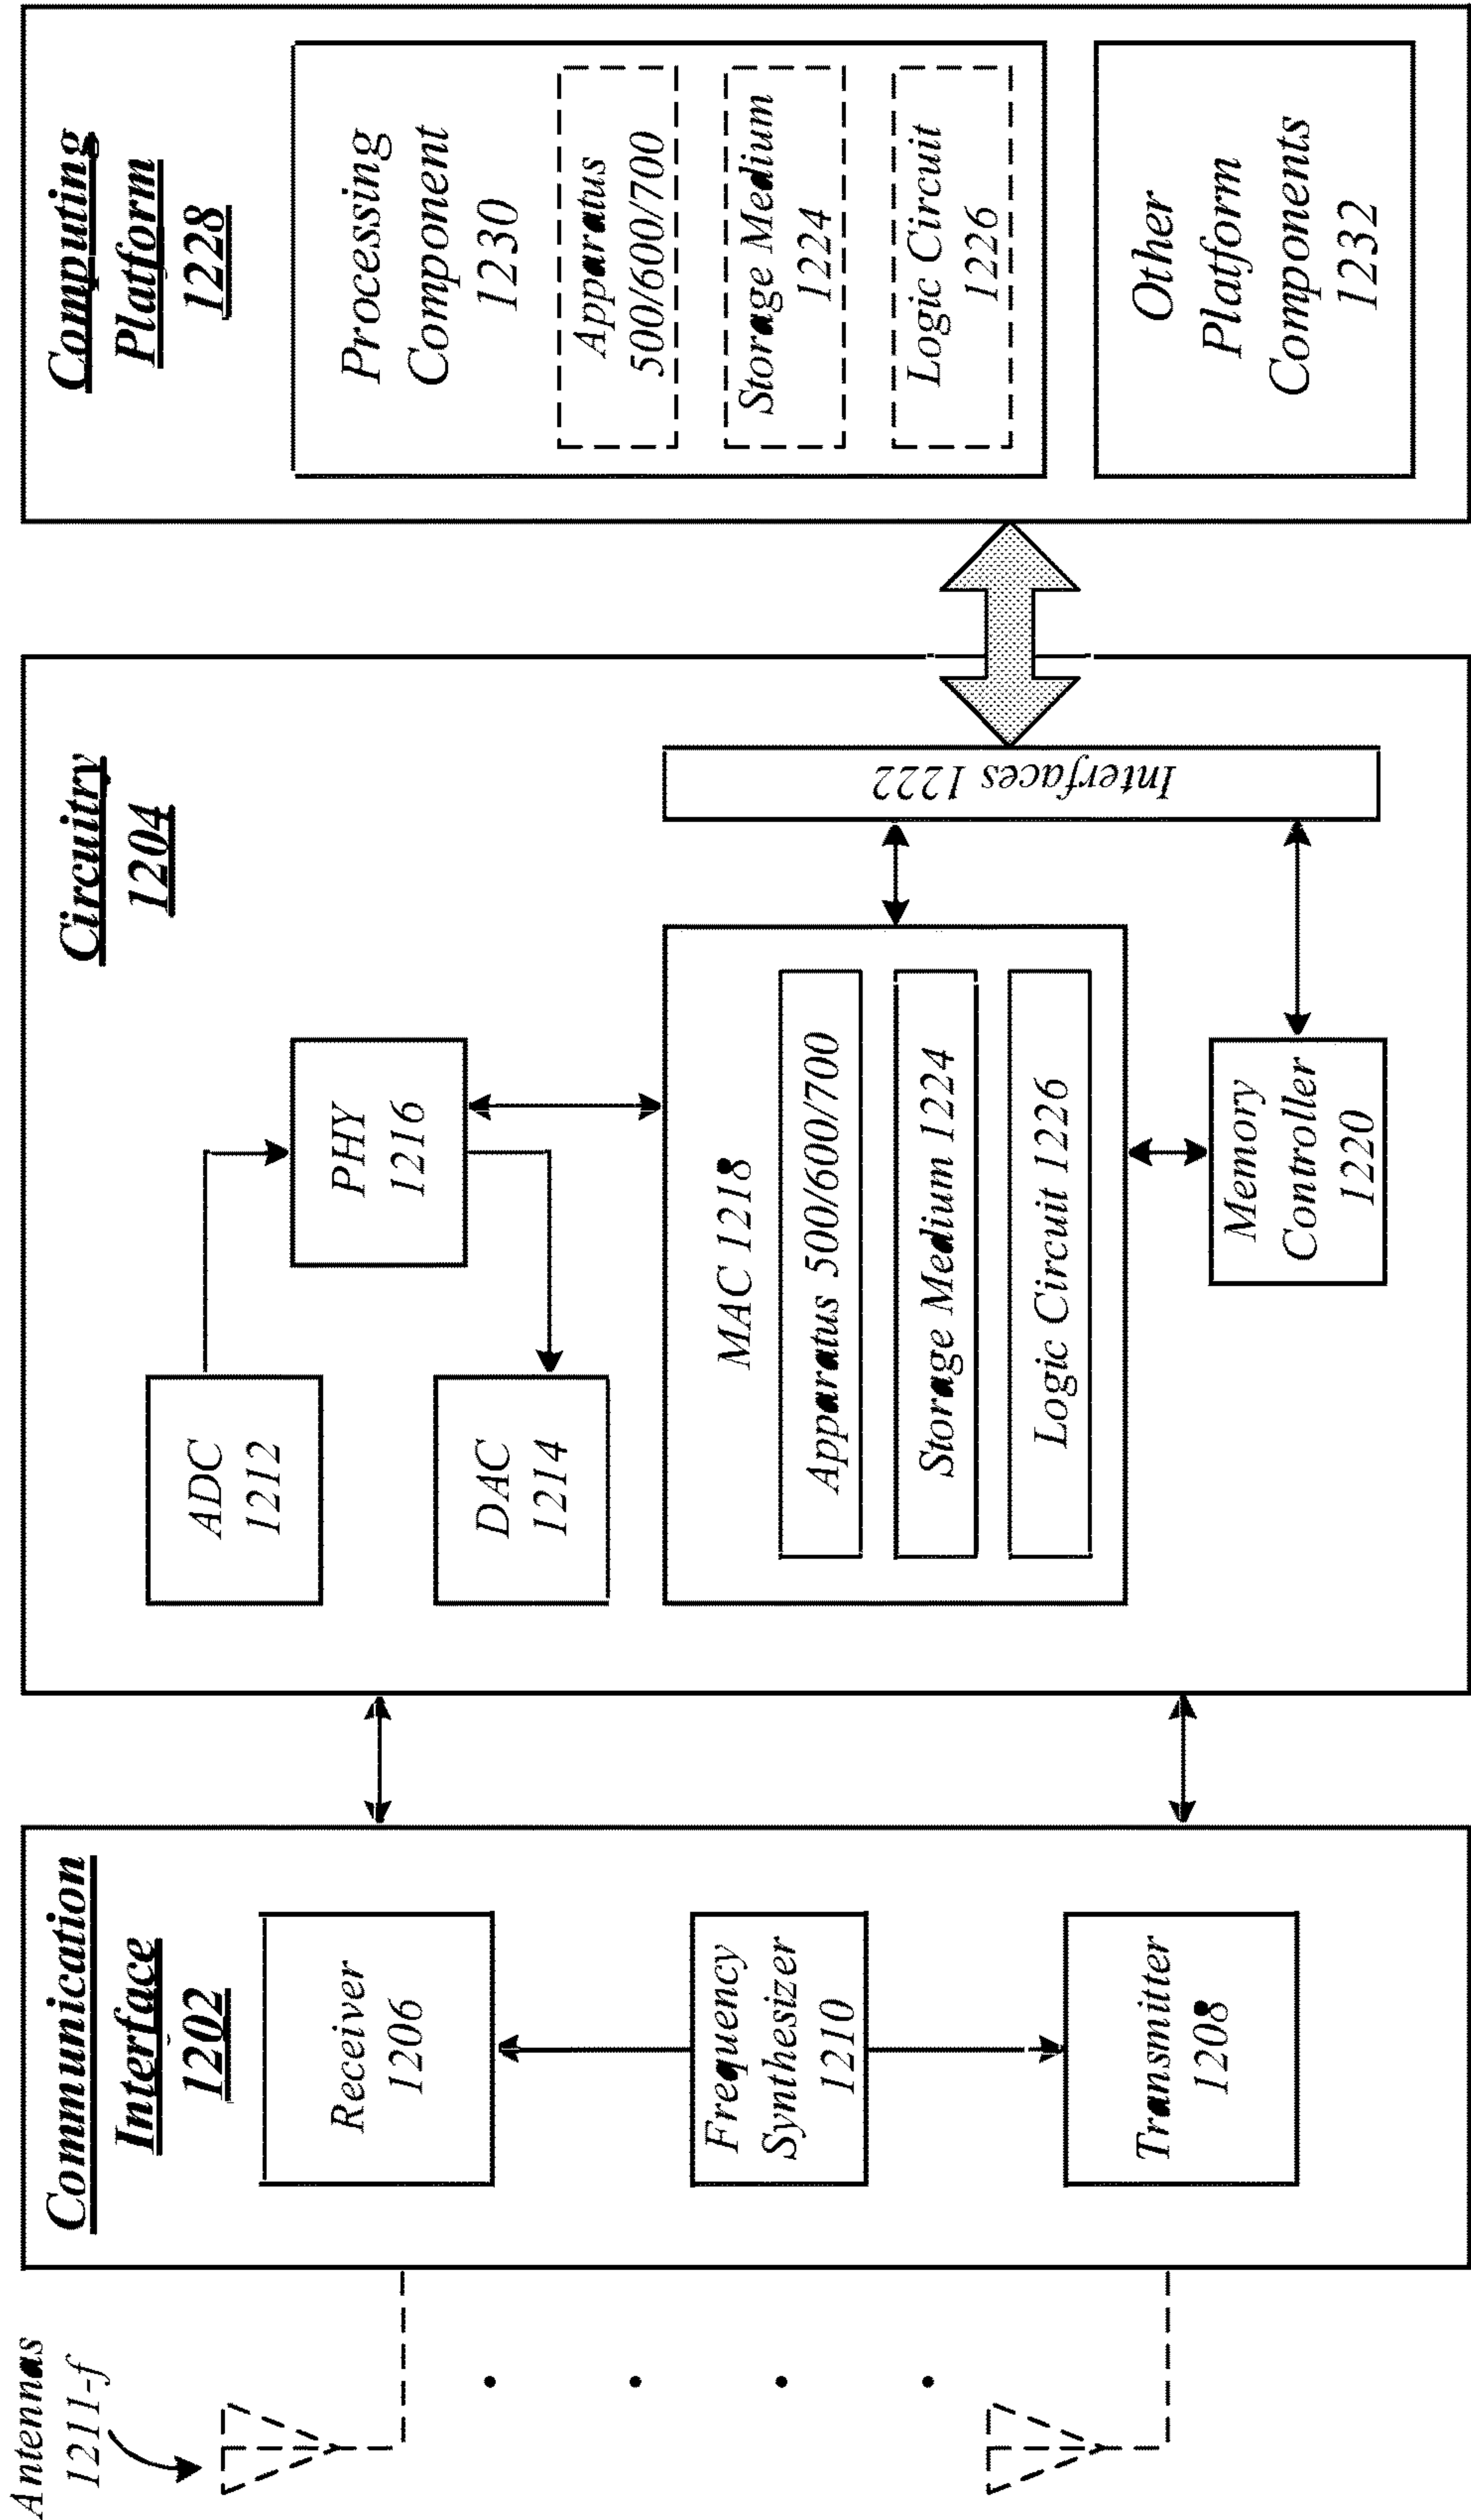 Antennas
1211-f
Communication
Interface
1202
Receiver
1206
Frequency
Synthesizer
1210
Transmitter
1208
Circuitry
1204
ADC
1212
PHY
1216
DAC
1214
MAC 1218
Apparatus 500/600/700
Storage Medium 1224
Logic Circuit 1226
Memory
Controller
1220
Interfaces 1222
Computing
Platform
1228
Processing
Component
1230
Apparatus
500/600/700
Storage Medium
1224
Logic Circuit
1226
Other
Platform
Components
1232